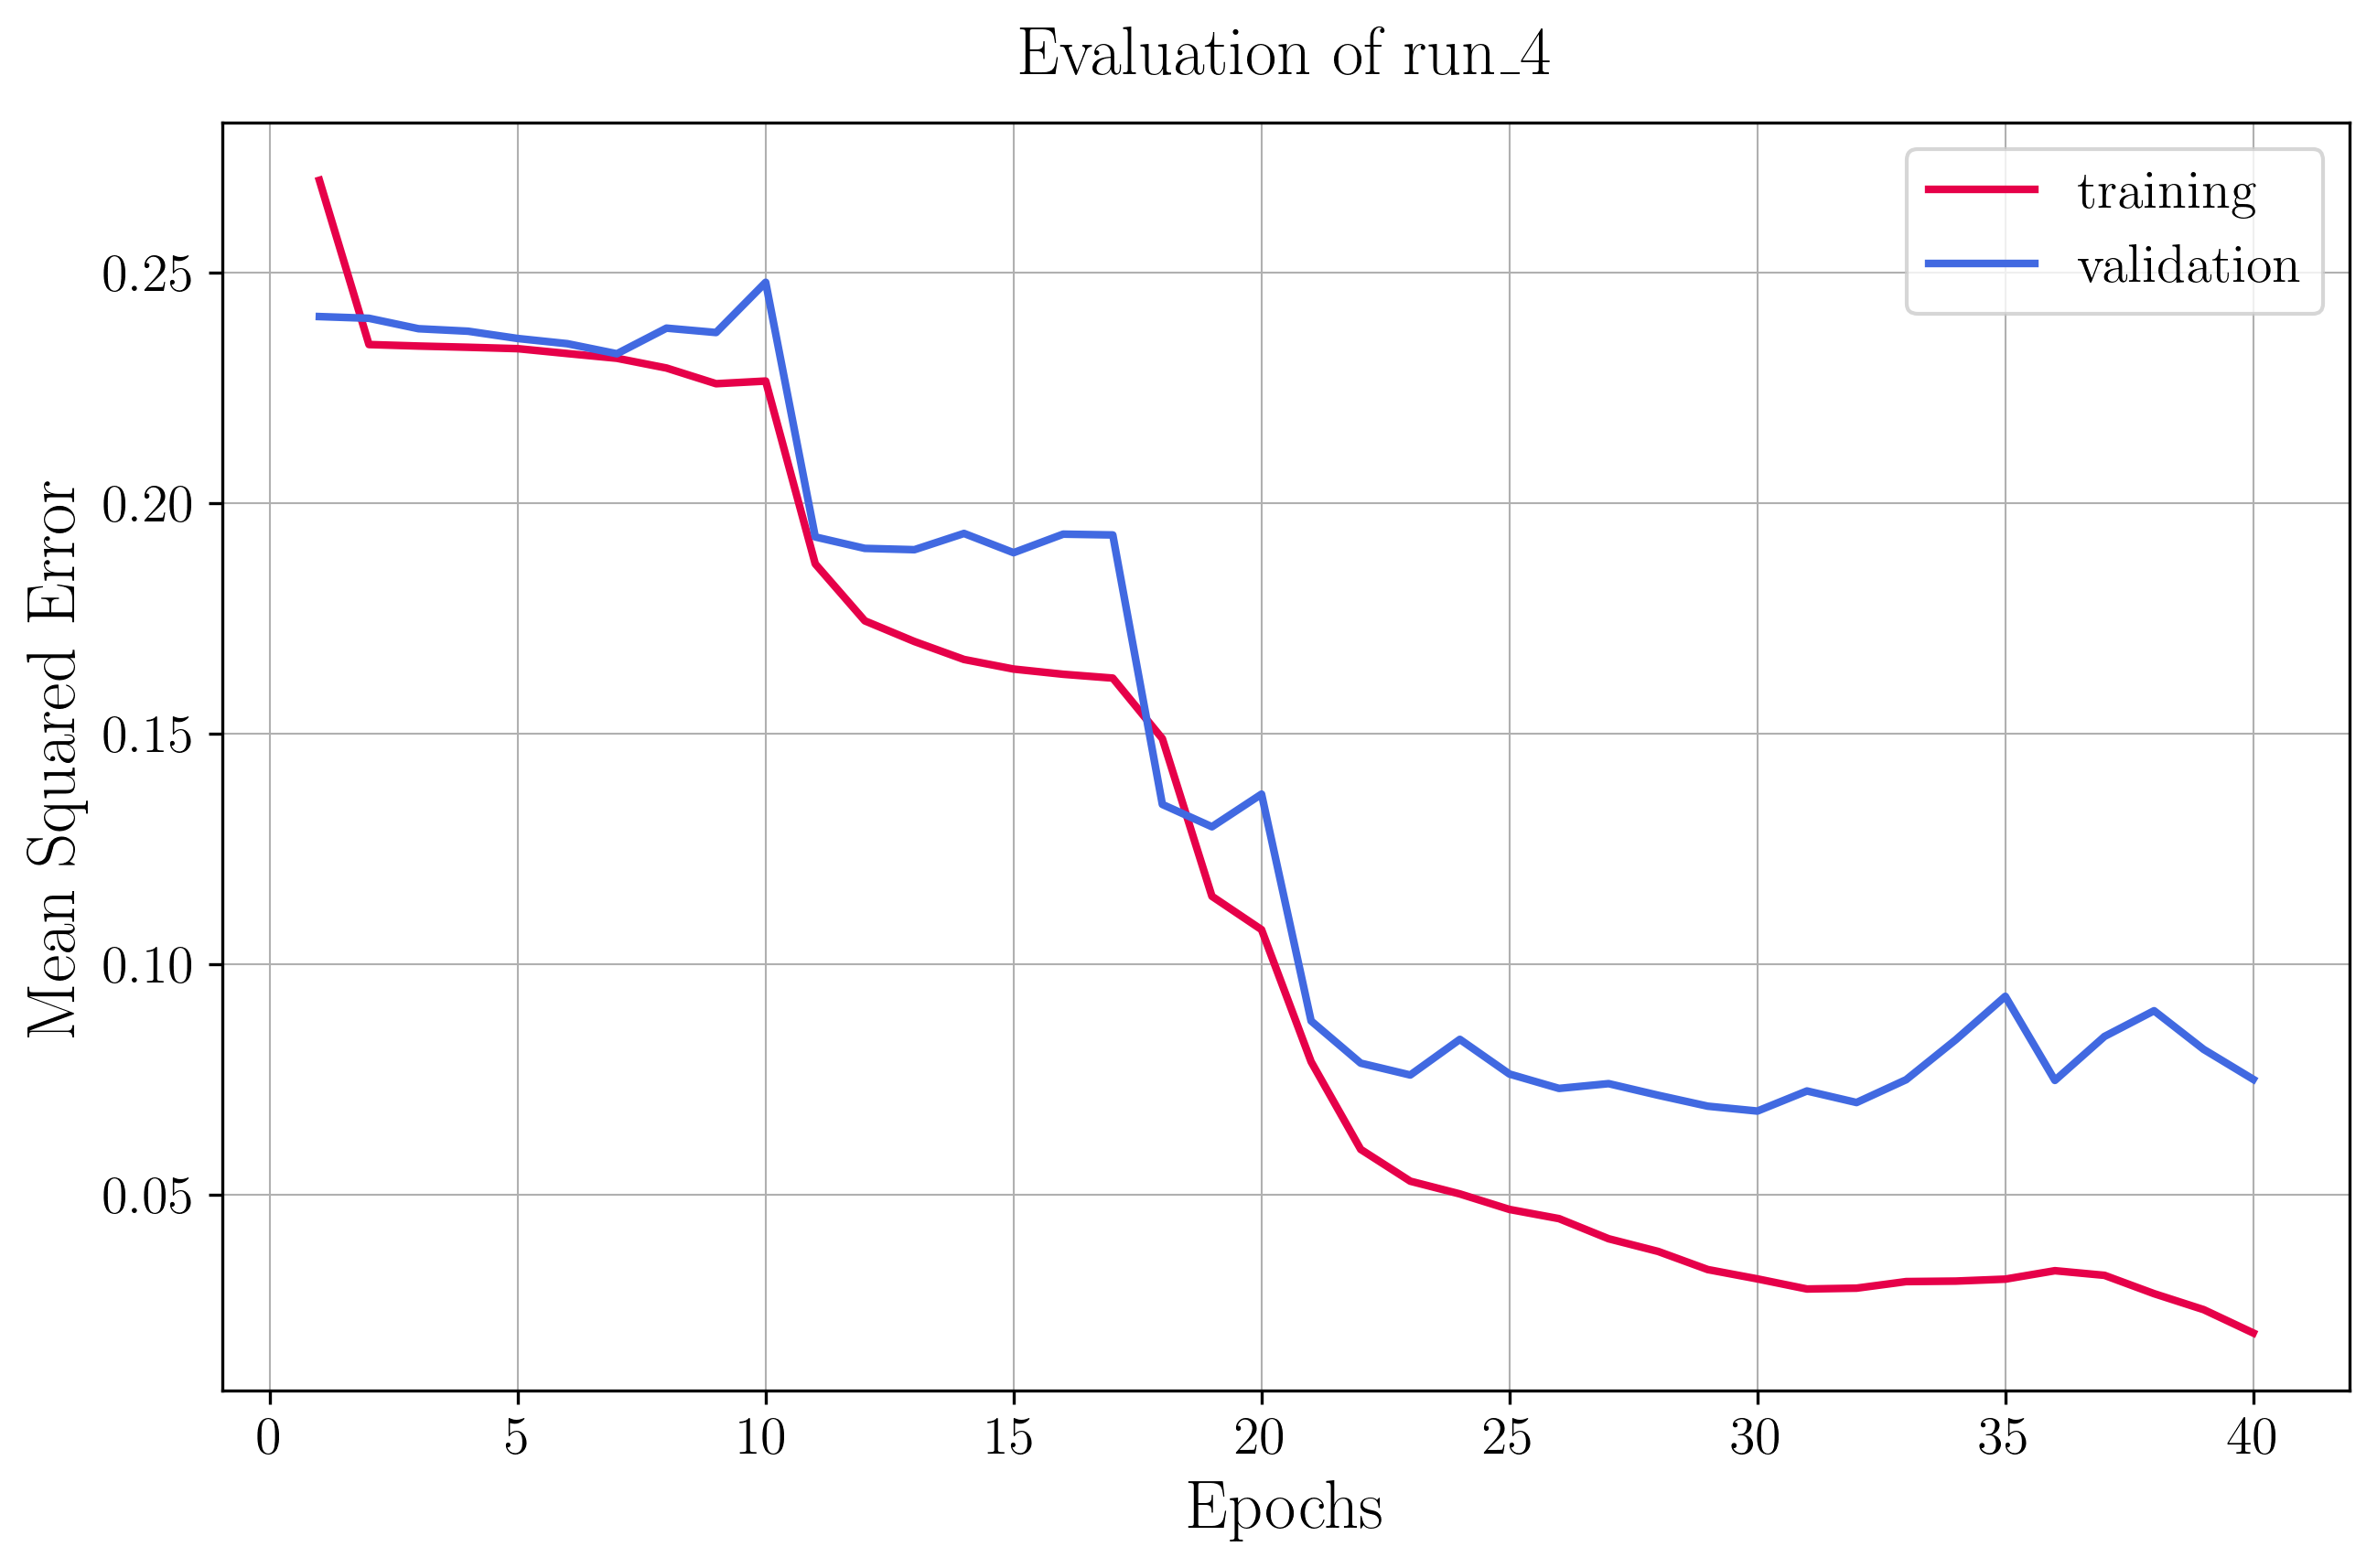 Evaluation of run_4
training
validation
Mean Squared Error
0.25
0.20
0.15
0.10
0.05
0 5 10 15 20 25 30 35 40
Epochs